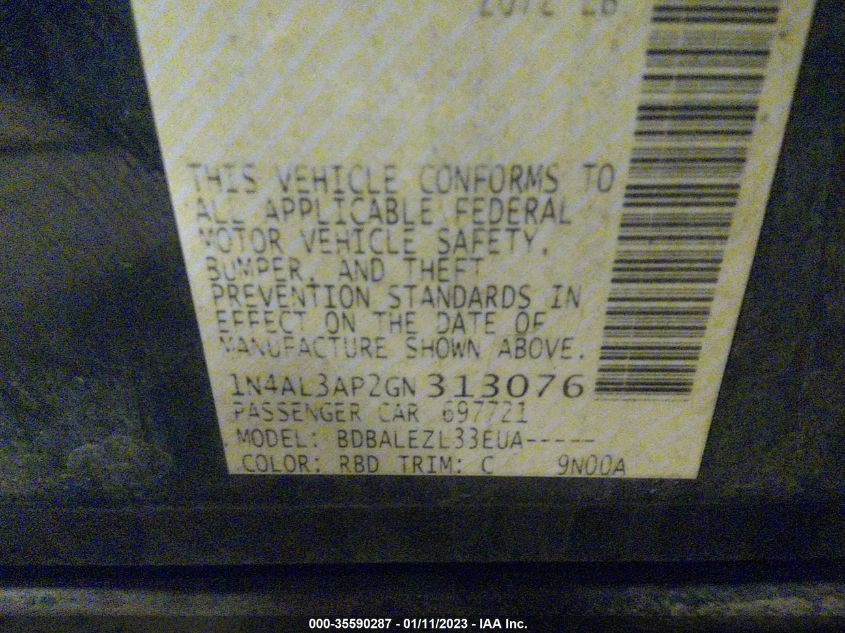 THIS VEHICLE CONFORMS TO
ALL APPLICABLE FEDERAL
MOTOR VEHICLE SAFETY,
BUMPER, AND THEFT
PREVENTION STANDARDS IN
EFFECT ON THE DATE OF
MANUFACTURE SHOWN ABOVE.
1N4AL3AP2GN313076
PASSENGER CAR 697721
MODEL: BDBALEZL33EUA-----
COLOR: RBD TRIM: C 9N00A
000-35590287 - 01/11/2023 - IAA Inc.